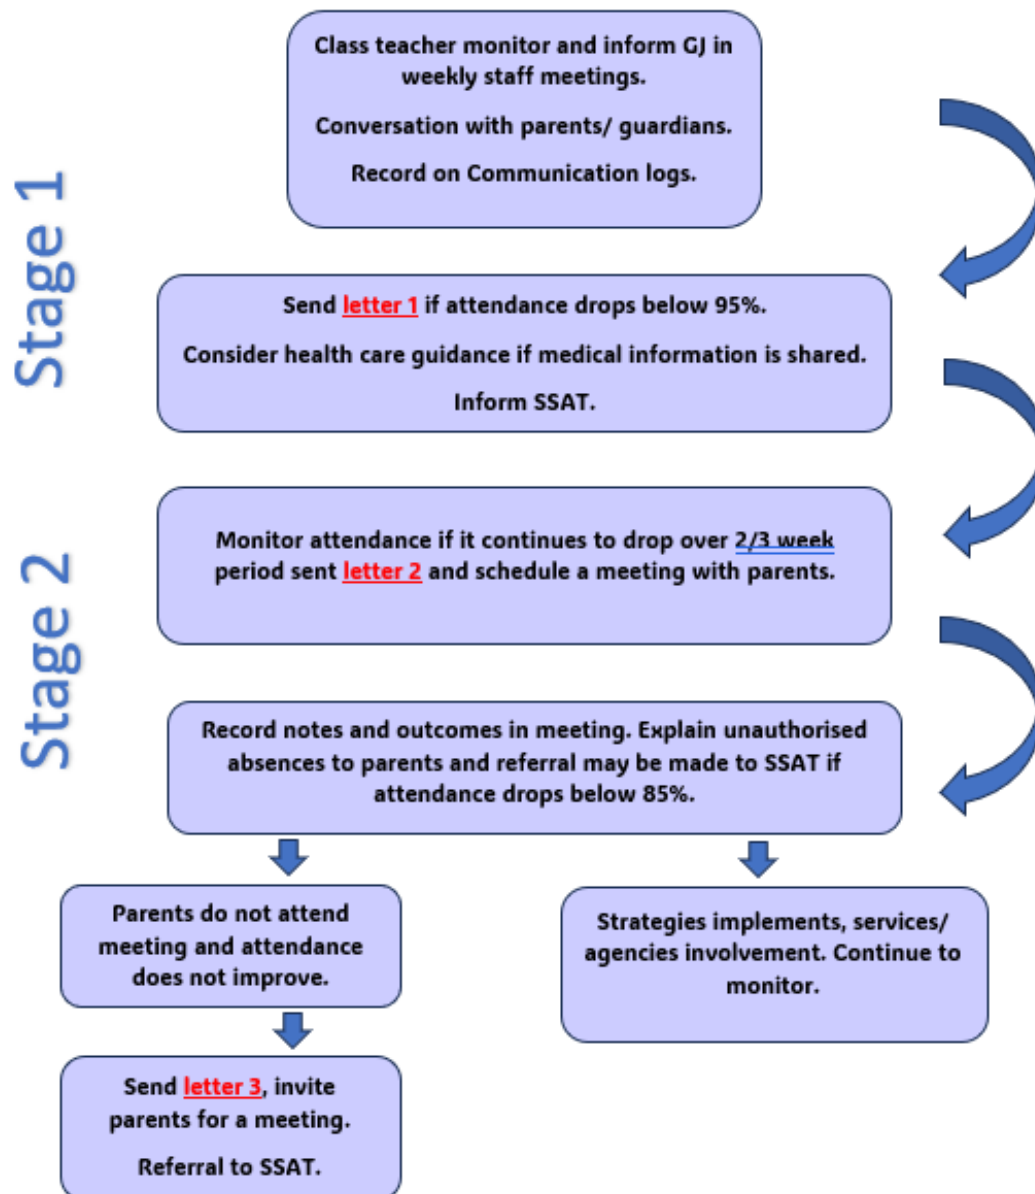 Class teacher monitor and inform GJ in
weekly staff meetings.
Conversation with parents/ guardians.
Record on Communication logs.
Stage 1
Send letter 1 if attendance drops below 95%.
Consider health care guidance if medical information is shared.
Inform SSAT.
Stage 2
Monitor attendance if it continues to drop over 2/3 week
period sent letter 2 and schedule a meeting with parents.
Record notes and outcomes in meeting. Explain unauthorised
absences to parents and referral may be made to SSAT if
attendance drops below 85%.
Parents do not attend
meeting and attendance
does not improve.
Strategies implements, services/
agencies involvement. Continue to
monitor.
Send letter 3, invite
parents for a meeting.
Referral to SSAT.